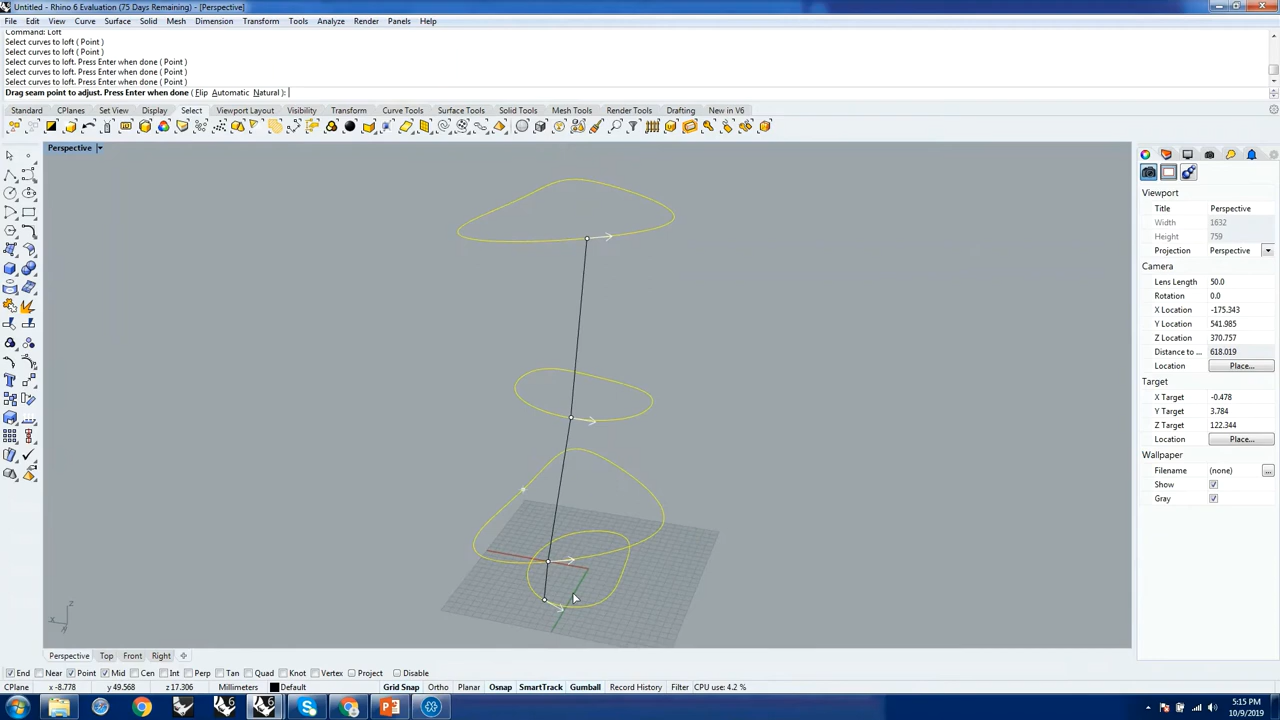 Untitled - Rhino 6 Evaluation (75 Days Remaining) - [Perspective]
File Edit View Curve Surface Solid Mesh Dimension Transform Tools Analyze Render Panels Help
Command: Loft
Select curves to loft ( Point )
Select curves to loft ( Point )
Select curves to loft. Press Enter when done ( Point )
Select curves to loft. Press Enter when done ( Point )
Select curves to loft. Press Enter when done ( Point )
Drag seam point to adjust. Press Enter when done ( Flip Automatic Natural ):
Standard CPlanes Set View Display Select Viewport Layout Visibility Transform Curve Tools Surface Tools Solid Tools Mesh Tools Render Tools Drafting New in V6
Perspective
Viewport
Title Perspective
Width 1632
Height 759
Projection Perspective
Camera
Lens Length 50.0
Rotation 0.0
X Location -175.343
Y Location 541.985
Z Location 370.757
Distance to ... 618.019
Location Place...
Target
X Target -0.478
Y Target 3.784
Z Target 122.344
Location Place...
Wallpaper
Filename (none) ...
Show
Gray
z
x
y
Perspective Top Front Right
End Near Point Mid Cen Int Perp Tan Quad Knot Vertex Project Disable
CPlane x -8.778 y 49.568 z 17.306 Millimeters Default Grid Snap Ortho Planar Osnap SmartTrack Gumball Record History Filter CPU use: 4.2 %
5:15 PM
10/9/2019